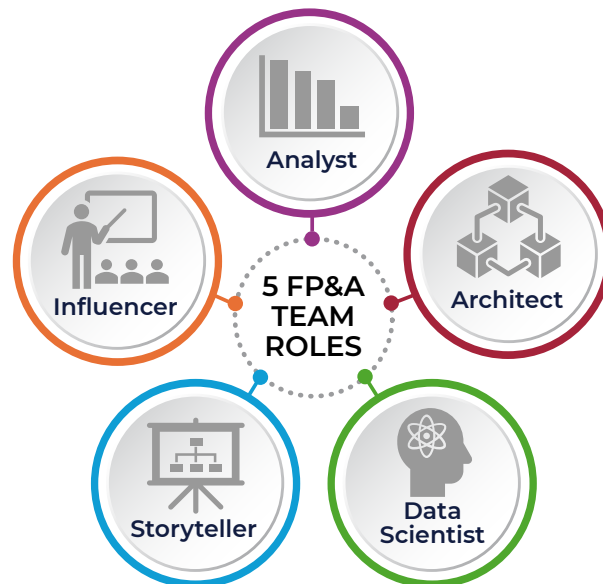 Analyst
Influencer
5 FP&A
TEAM
ROLES
Architect
Storyteller
Data
Scientist